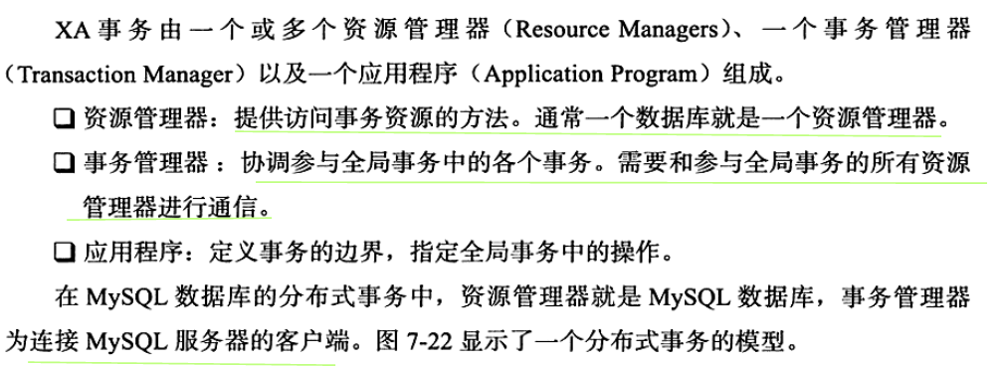 XA 事务由一个或多个资源管理器（Resource Managers）、一个事务管理器
（Transaction Manager）以及一个应用程序（Application Program）组成。
❑ 资源管理器：提供访问事务资源的方法。通常一个数据库就是一个资源管理器。
❑ 事务管理器：协调参与全局事务中的各个事务。需要和参与全局事务的所有资源
管理器进行通信。
❑ 应用程序：定义事务的边界，指定全局事务中的操作。
在 MySQL 数据库的分布式事务中，资源管理器就是 MySQL 数据库，事务管理器
为连接 MySQL 服务器的客户端。图 7-22 显示了一个分布式事务的模型。